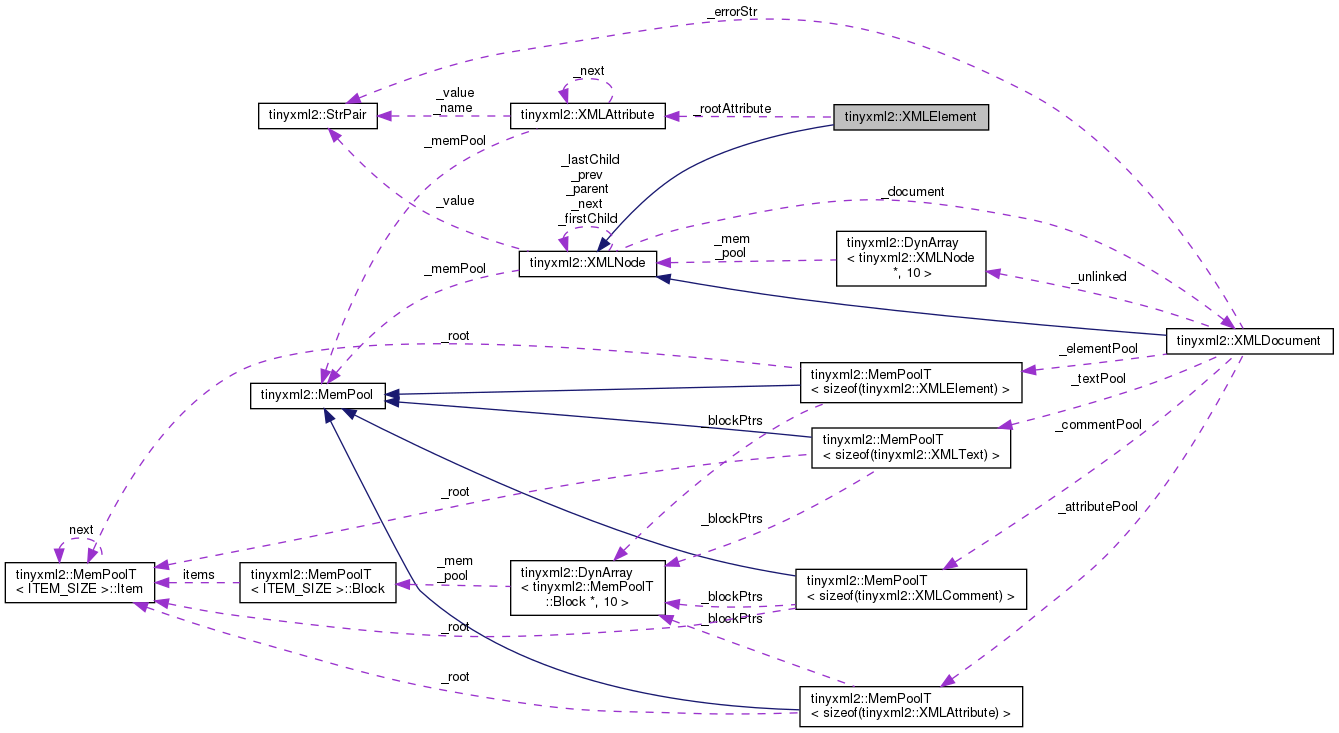 _errorStr
_next
_value
_name
tinyxml2::StrPair
tinyxml2::XMLAttribute
_rootAttribute
tinyxml2::XMLElement
_memPool
_lastChild
_prev
_parent
_next
_firstChild
_value
_document
_mem
_pool
tinyxml2::DynArray
< tinyxml2::XMLNode
*, 10 >
tinyxml2::XMLNode
_memPool
_unlinked
_root
tinyxml2::XMLDocument
_elementPool
tinyxml2::MemPoolT
< sizeof(tinyxml2::XMLElement) >
_textPool
tinyxml2::MemPool
_blockPtrs
_commentPool
tinyxml2::MemPoolT
< sizeof(tinyxml2::XMLText) >
_root
_blockPtrs
_attributePool
next
tinyxml2::MemPoolT
< ITEM_SIZE >::Item
items
tinyxml2::MemPoolT
< ITEM_SIZE >::Block
_mem
_pool
tinyxml2::DynArray
< tinyxml2::MemPoolT
::Block *, 10 >
_blockPtrs
tinyxml2::MemPoolT
< sizeof(tinyxml2::XMLComment) >
_root
_blockPtrs
_root
tinyxml2::MemPoolT
< sizeof(tinyxml2::XMLAttribute) >